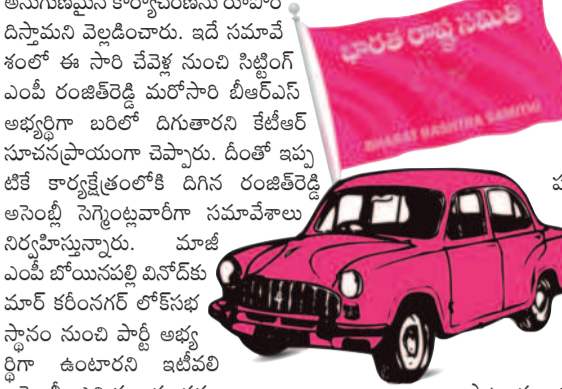 అనుగుణమైన కార్యాచరణను రూపొం
దిస్తామని వెల్లడించారు. ఇదే సమావే
శంలో ఈ సారి చేవెళ్ల నుంచి సిట్టింగ్
ఎంపీ రంజిత్‌రెడ్డి మరోసారి బీఆర్ఎస్
అభ్యర్థిగా బరిలో దిగుతారని కేటీఆర్
సూచనప్రాయంగా చెప్పారు. దీంతో ఇప్ప
టికే కార్యక్షేత్రంలోకి దిగిన రంజిత్‌రెడ్డి
అసెంబ్లీ సెగ్మెంట్లవారీగా సమావేశాలు
నిర్వహిస్తున్నారు. మాజీ
ఎంపీ బోయినపల్లి వినోద్‌కు
మార్ కరీంనగర్ లోక్‌సభ
స్థానం నుంచి పార్టీ అభ్య
ర్థిగా ఉంటారని ఇటీవలి
భారత రాష్ట్ర సమితి
BHARAT RASHTRA SAMITHI